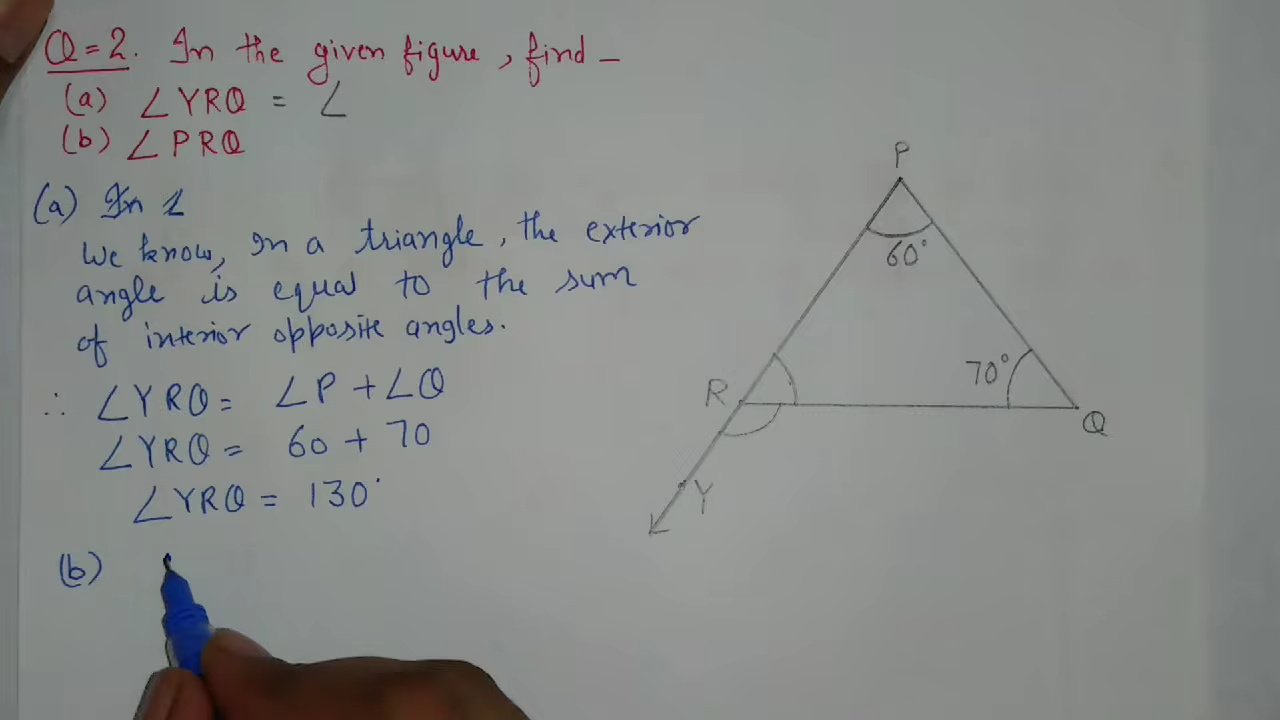 Q=2. In the given figure, find –
(a) ∠YRQ = ∠
(b) ∠PRQ
(a) In
We know, In a triangle, the exterior
angle is equal to the sum
of interior opposite angles.
∴ ∠YRQ = ∠P + ∠Q
∠YRQ = 60 + 70
∠YRQ = 130°
(b)
P
60°
70°
R
Q
Y